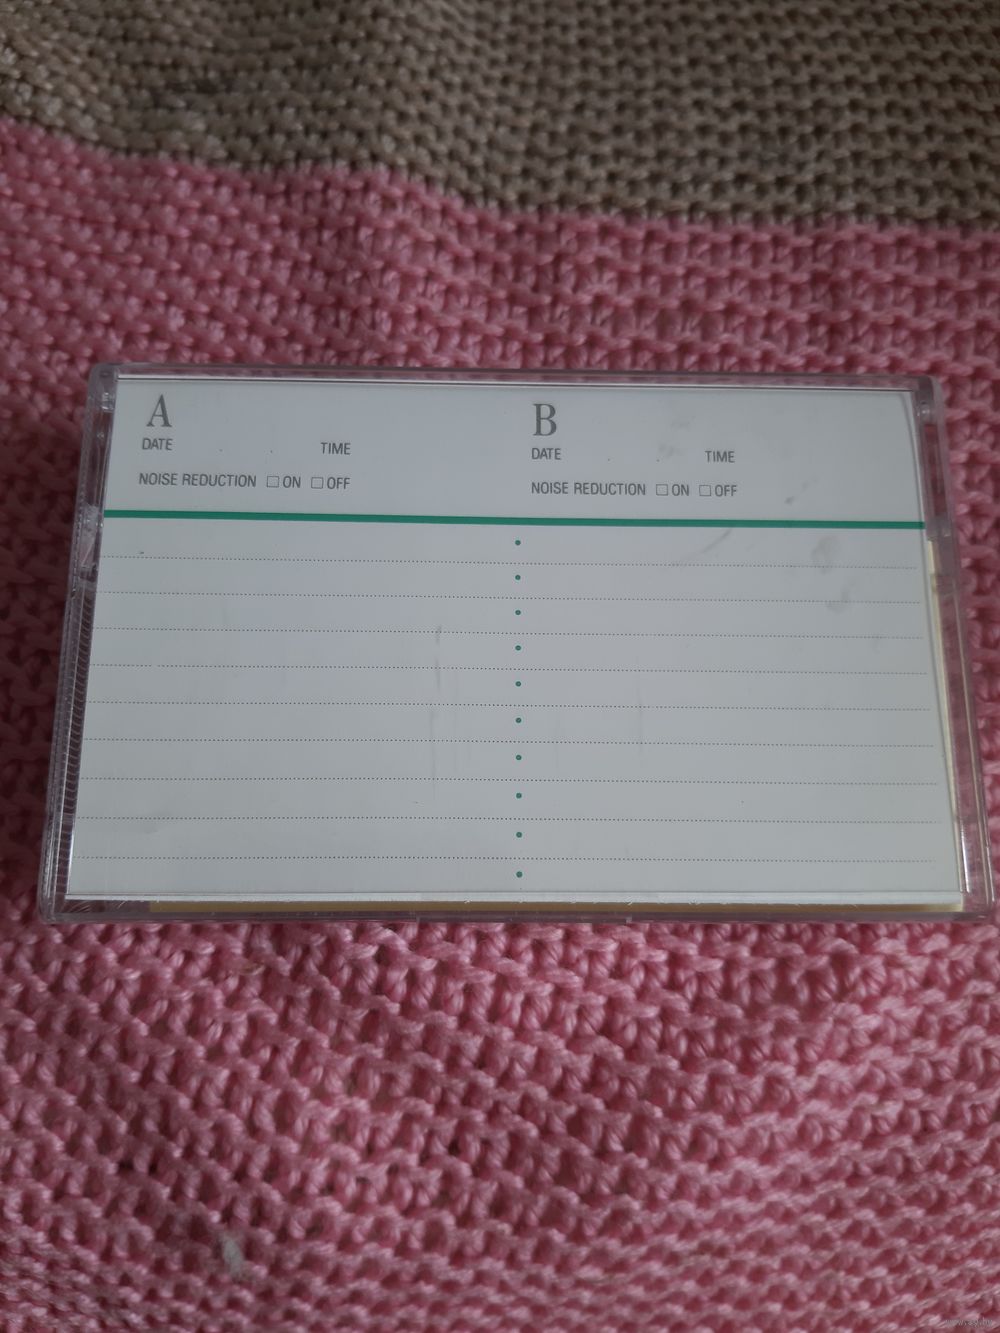 A
DATE TIME
NOISE REDUCTION □ ON □ OFF
B
DATE TIME
NOISE REDUCTION □ ON □ OFF